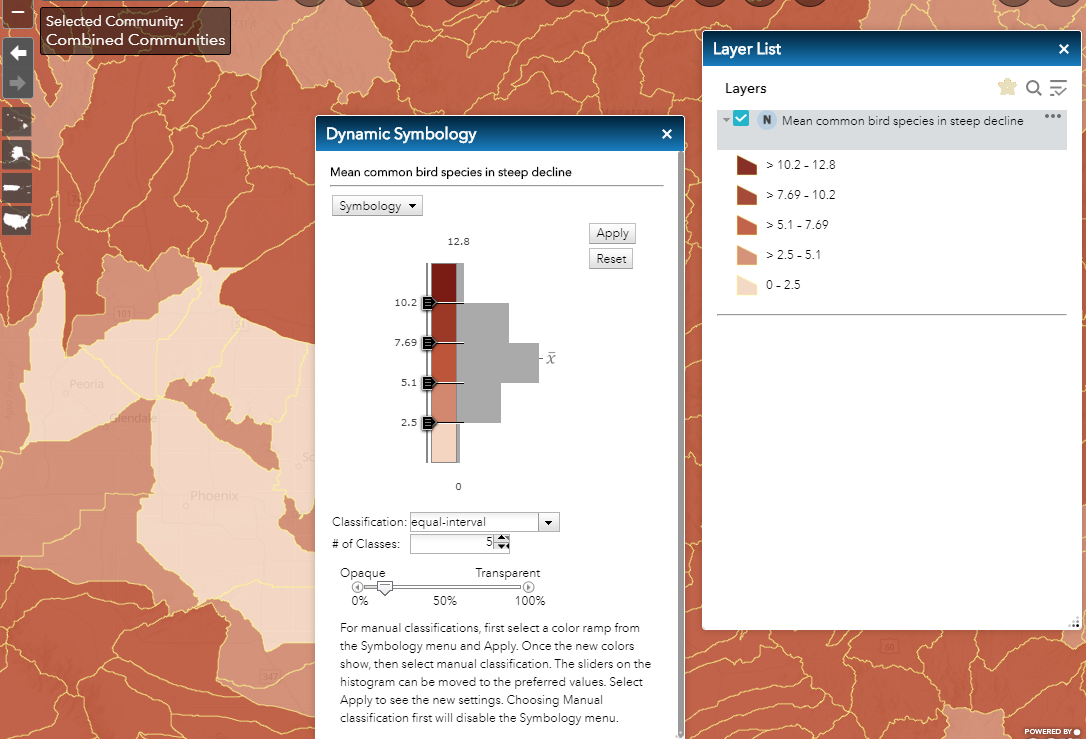 Selected Community:
Combined Communities
Layer List
Layers
N Mean common bird species in steep decline
> 10.2 - 12.8
> 7.69 - 10.2
> 5.1 - 7.69
> 2.5 - 5.1
0 - 2.5
Dynamic Symbology
Mean common bird species in steep decline
Symbology
Apply
Reset
12.8
10.2
7.69
x̄
5.1
2.5
0
Classification: equal-interval
# of Classes: 5
Opaque Transparent
0% 50% 100%
For manual classifications, first select a color ramp from
the Symbology menu and Apply. Once the new colors
show, then select manual classification. The sliders on the
histogram can be moved to the preferred values. Select
Apply to see the new settings. Choosing Manual
classification first will disable the Symbology menu.
101
51
Peoria
Glendale
Sc
Phoenix
347
60
POWERED BY